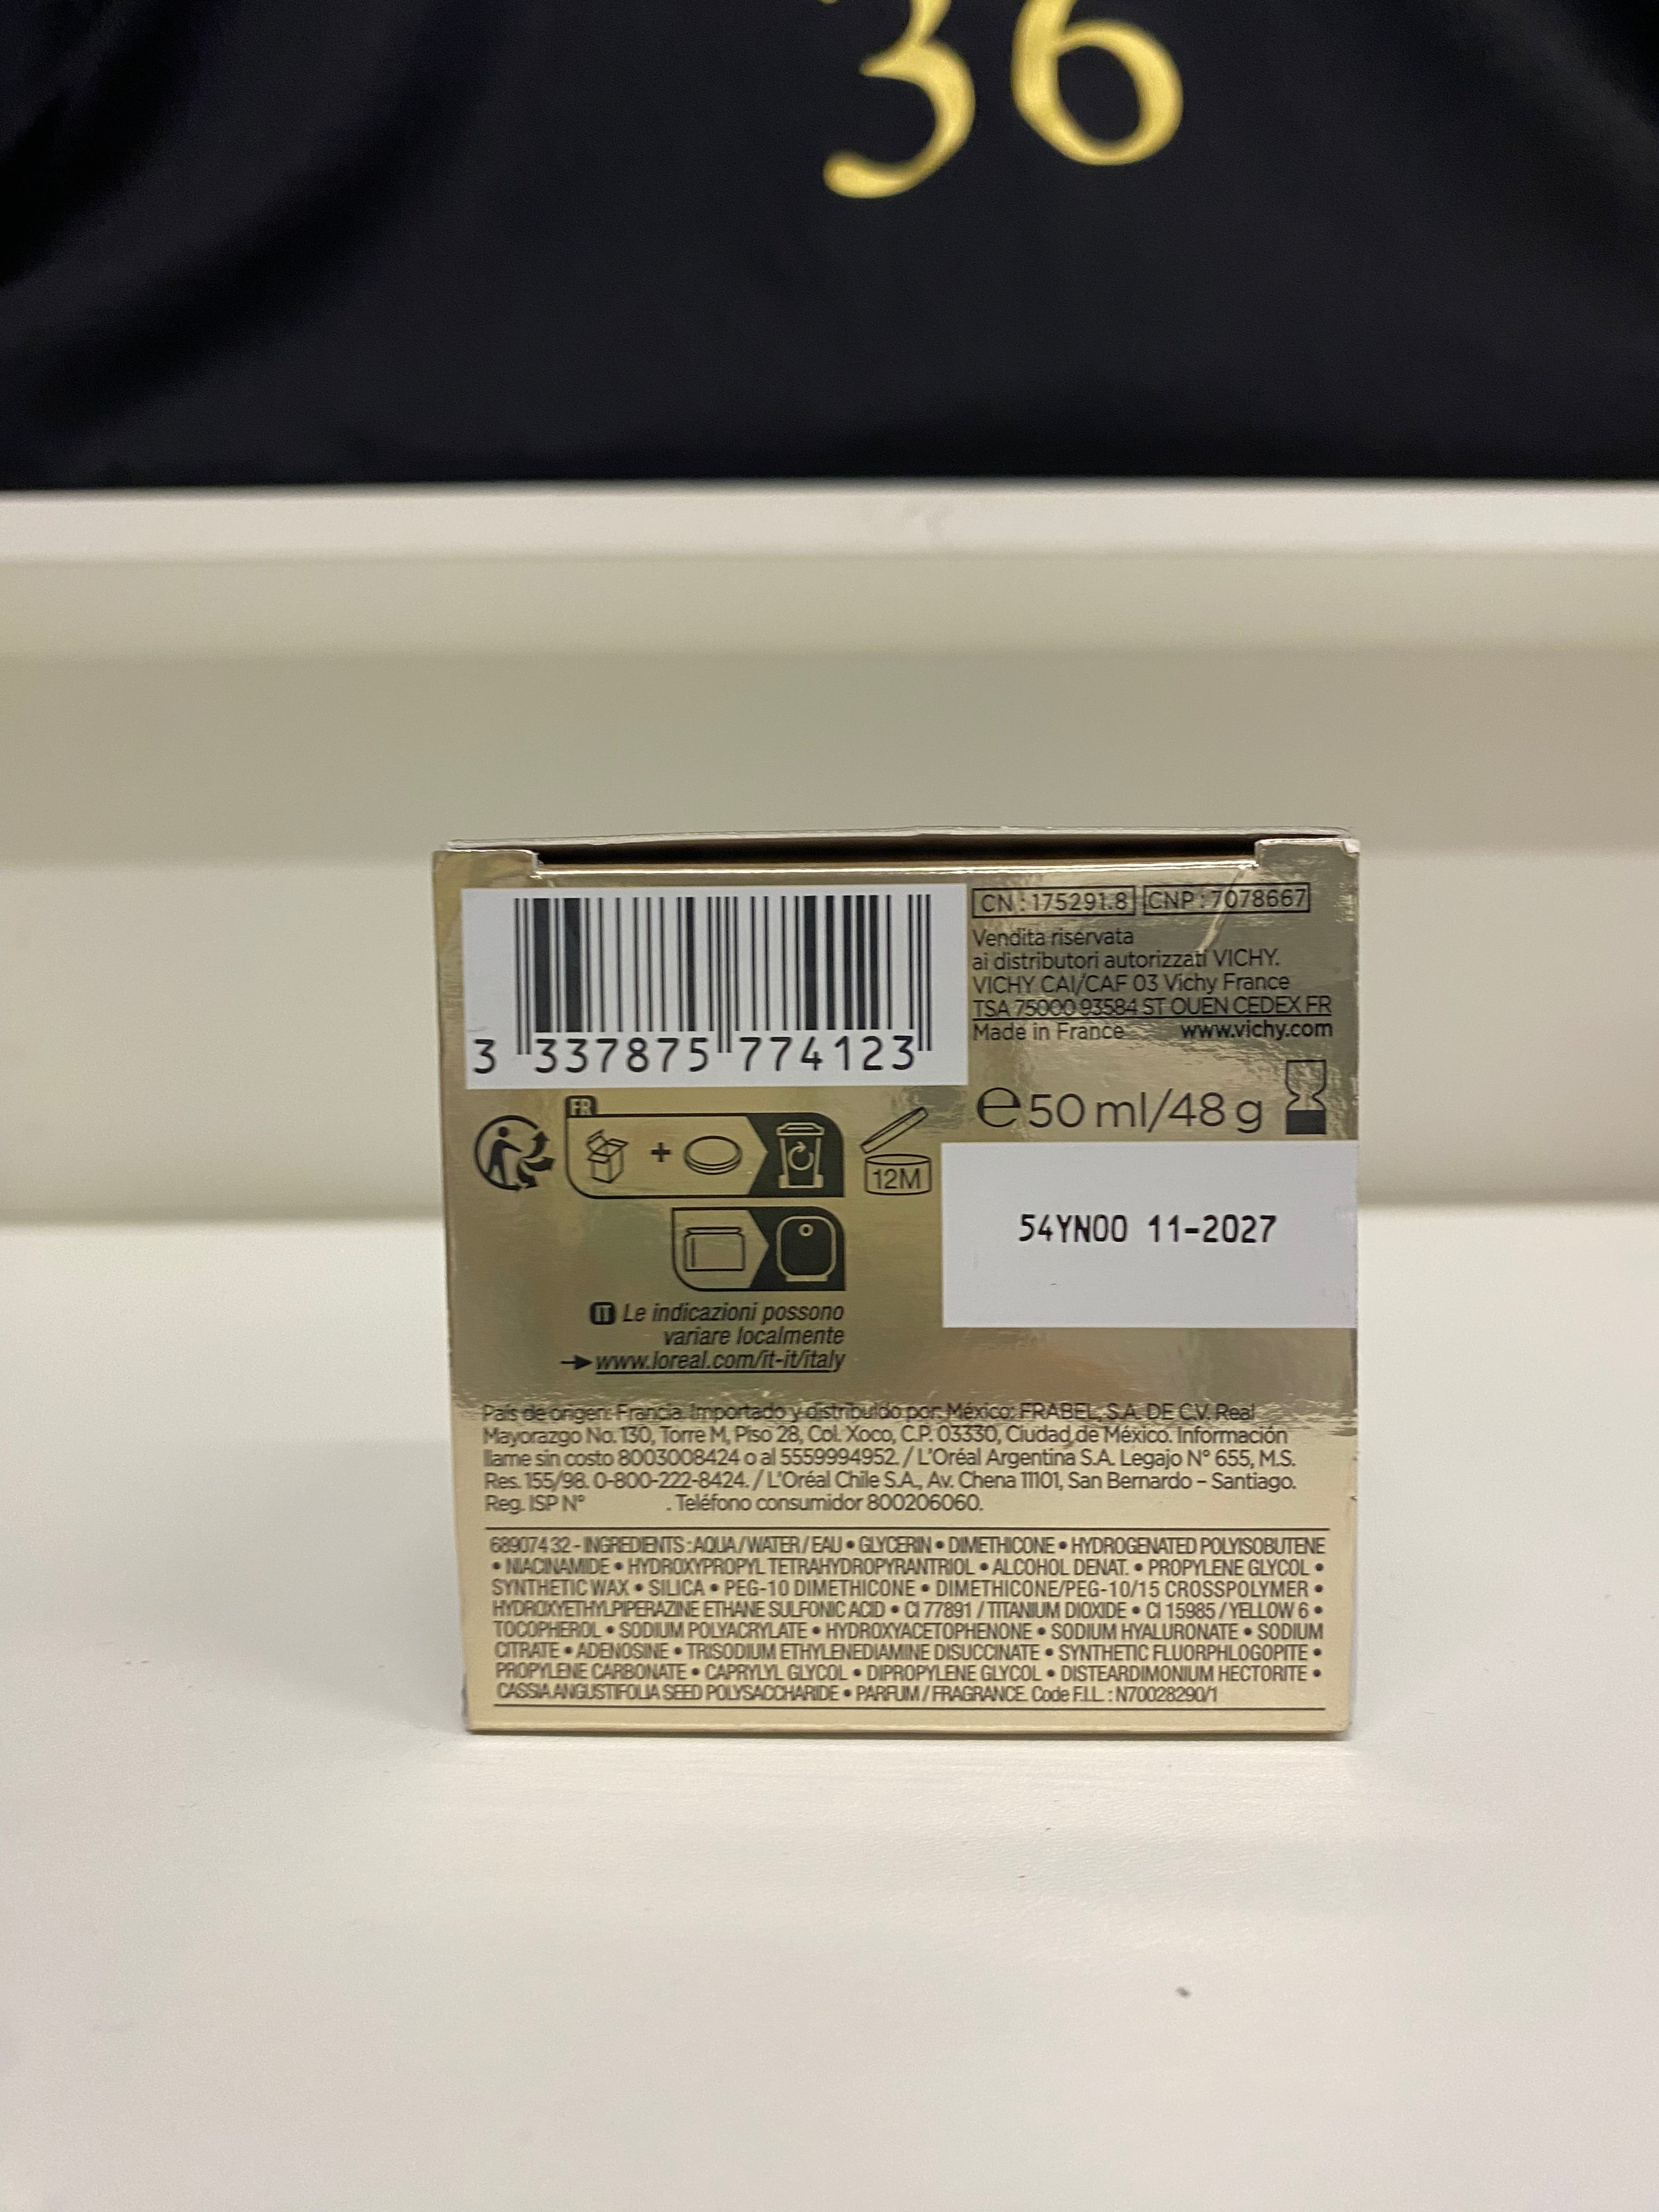 36
3 337875 774123
CN : 175291.8 CNP : 7078667
Vendita riservata
ai distributori autorizzati VICHY.
VICHY CAI/CAF 03 Vichy France
TSA 75000 93584 ST OUEN CEDEX FR
Made in France www.vichy.com
e 50 ml/48 g
FR
+
12M
54YN00 11-2027
IT Le indicazioni possono
variare localmente
www.loreal.com/it-it/italy
País de origen: Francia. Importado y distribuido por: México: FRABEL, S.A. DE C.V. Real
Mayorazgo No. 130, Torre M, Piso 28, Col. Xoco, C.P. 03330, Ciudad de México. Información
llame sin costo 8003008424 o al 5559994952. / L'Oréal Argentina S.A. Legajo N° 655, M.S.
Res. 155/98. 0-800-222-8424. / L'Oréal Chile S.A., Av. Chena 11101, San Bernardo – Santiago.
Reg. ISP N° . Teléfono consumidor 800206060.
689074 32 - INGREDIENTS : AQUA / WATER / EAU • GLYCERIN • DIMETHICONE • HYDROGENATED POLYISOBUTENE
• NIACINAMIDE • HYDROXYPROPYL TETRAHYDROPYRANTRIOL • ALCOHOL DENAT. • PROPYLENE GLYCOL •
SYNTHETIC WAX • SILICA • PEG-10 DIMETHICONE • DIMETHICONE/PEG-10/15 CROSSPOLYMER •
HYDROXYETHYLPIPERAZINE ETHANE SULFONIC ACID • CI 77891 / TITANIUM DIOXIDE • CI 15985 / YELLOW 6 •
TOCOPHEROL • SODIUM POLYACRYLATE • HYDROXYACETOPHENONE • SODIUM HYALURONATE • SODIUM
CITRATE • ADENOSINE • TRISODIUM ETHYLENEDIAMINE DISUCCINATE • SYNTHETIC FLUORPHLOGOPITE •
PROPYLENE CARBONATE • CAPRYLYL GLYCOL • DIPROPYLENE GLYCOL • DISTEARDIMONIUM HECTORITE •
CASSIA ANGUSTIFOLIA SEED POLYSACCHARIDE • PARFUM / FRAGRANCE. Code F.I.L. : N70028290/1